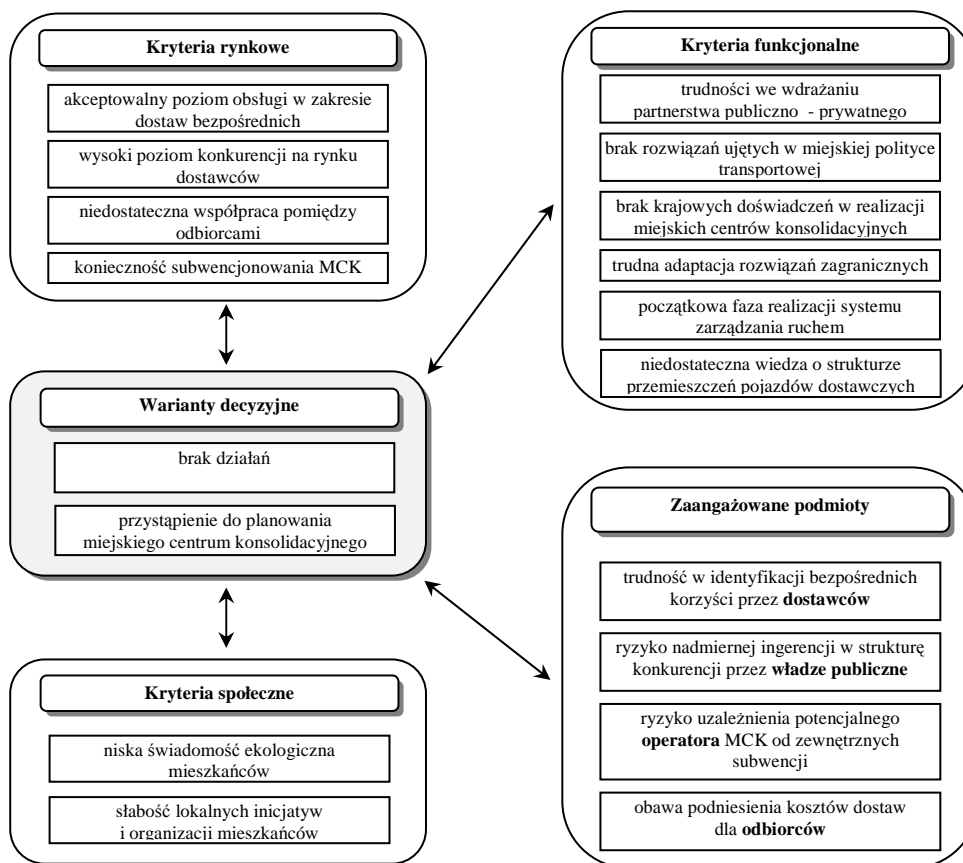 Kryteria rynkowe
akceptowalny poziom obsługi w zakresie
dostaw bezpośrednich
wysoki poziom konkurencji na rynku
dostawców
niedostateczna współpraca pomiędzy
odbiorcami
konieczność subwencjonowania MCK
Kryteria funkcjonalne
trudności we wdrażaniu
partnerstwa publiczno - prywatnego
brak rozwiązań ujętych w miejskiej polityce
transportowej
brak krajowych doświadczeń w realizacji
miejskich centrów konsolidacyjnych
trudna adaptacja rozwiązań zagranicznych
początkowa faza realizacji systemu
zarządzania ruchem
niedostateczna wiedza o strukturze
przemieszczeń pojazdów dostawczych
Warianty decyzyjne
brak działań
przystąpienie do planowania
miejskiego centrum konsolidacyjnego
Kryteria społeczne
niska świadomość ekologiczna
mieszkańców
słabość lokalnych inicjatyw
i organizacji mieszkańców
Zaangażowane podmioty
trudność w identyfikacji bezpośrednich
korzyści przez dostawców
ryzyko nadmiernej ingerencji w strukturę
konkurencji przez władze publiczne
ryzyko uzależnienia potencjalnego
operatora MCK od zewnętrznych
subwencji
obawa podniesienia kosztów dostaw
dla odbiorców